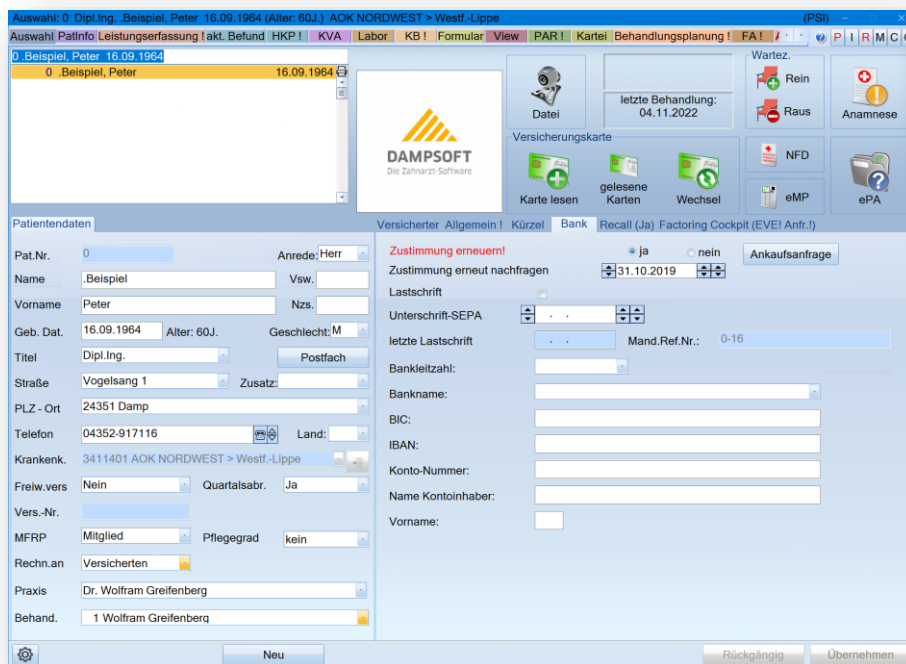 Auswahl: 0 Dipl.Ing. .Beispiel, Peter 16.09.1964 (Alter: 60J.) AOK NORDWEST > Westf.-Lippe (PSI)
Auswahl PatInfo Leistungserfassung ! akt. Befund HKP ! KVA Labor KB ! Formular View PAR ! Kartei Behandlungsplanung ! FA ! P I R M C
0 .Beispiel, Peter 16.09.1964
0 .Beispiel, Peter 16.09.1964
DAMPSOFT
Die Zahnarzt-Software
Datei
letzte Behandlung:
04.11.2022
Wartez.
Rein
Raus
Anamnese
Versicherungskarte
Karte lesen
gelesene
Karten
Wechsel
NFD
eMP
ePA
Patientendaten
Versicherter Allgemein ! Kürzel Bank Recall (Ja) Factoring Cockpit (EVE! Anfr.!)
Pat.Nr. 0 Anrede: Herr
Name .Beispiel Vsw.
Vorname Peter Nzs.
Geb. Dat. 16.09.1964 Alter: 60J. Geschlecht: M
Titel Dipl.Ing. Postfach
Straße Vogelsang 1 Zusatz:
PLZ - Ort 24351 Damp
Telefon 04352-917116 Land:
Krankenk. 3411401 AOK NORDWEST > Westf.-Lippe
Freiw.vers Nein Quartalsabr. Ja
Vers.-Nr.
MFRP Mitglied Pflegegrad kein
Rechn.an Versicherten
Praxis Dr. Wolfram Greifenberg
Behand. 1 Wolfram Greifenberg
Zustimmung erneuern! ja nein Ankaufsanfrage
Zustimmung erneut nachfragen 31.10.2019
Lastschrift
Unterschrift-SEPA . .
letzte Lastschrift . . Mand.Ref.Nr.: 0-16
Bankleitzahl:
Bankname:
BIC:
IBAN:
Konto-Nummer:
Name Kontoinhaber:
Vorname:
Neu
Rückgängig
Übernehmen